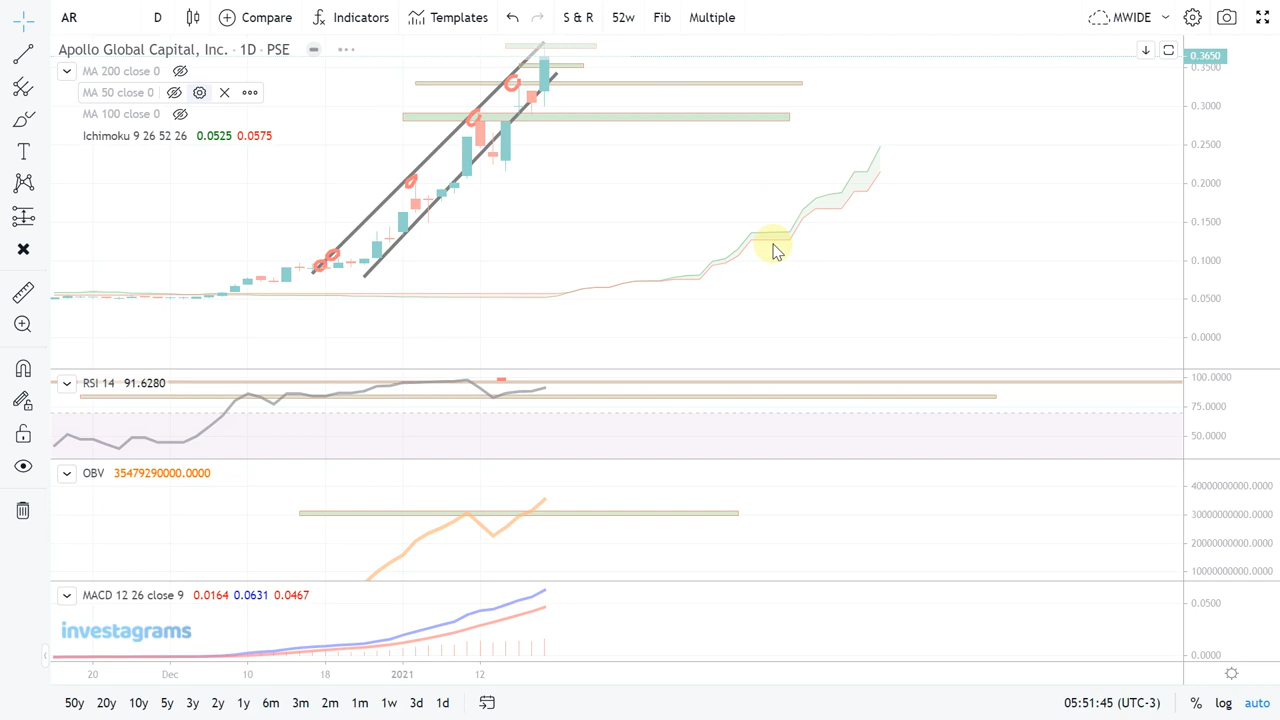 AR D Compare Indicators Templates S & R 52w Fib Multiple MWIDE
Apollo Global Capital, Inc. · 1D · PSE
MA 200 close 0
MA 50 close 0
MA 100 close 0
Ichimoku 9 26 52 26 0.0525 0.0575
0.3650
0.3500
0.3000
0.2500
0.2000
0.1500
0.1000
0.0500
0.0000
RSI 14 91.6280
100.0000
75.0000
50.0000
OBV 35479290000.0000
40000000000.0000
30000000000.0000
20000000000.0000
10000000000.0000
MACD 12 26 close 9 0.0164 0.0631 0.0467
0.0500
0.0000
investagrams
20 Dec 10 18 2021 12
50y 20y 10y 5y 3y 2y 1y 6m 3m 2m 1m 1w 3d 1d 05:51:45 (UTC-3) % log auto